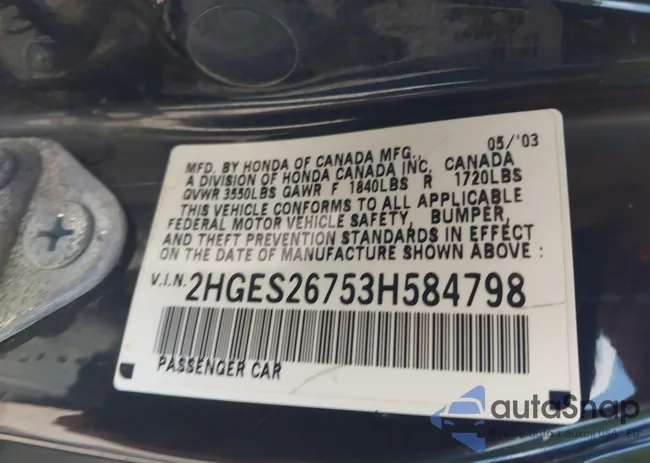 MFD. BY HONDA OF CANADA MFG., 05/'03
A DIVISION OF HONDA CANADA INC, CANADA
GVWR 3550LBS GAWR F 1840LBS R 1720LBS
THIS VEHICLE CONFORMS TO ALL APPLICABLE
FEDERAL MOTOR VEHICLE SAFETY, BUMPER,
AND THEFT PREVENTION STANDARDS IN EFFECT
ON THE DATE OF MANUFACTURE SHOWN ABOVE :
V.I.N. 2HGES26753H584798
PASSENGER CAR
autoSnap